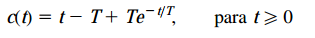 c(t) = t − T + Te^{−t/T}, para t ⩾ 0